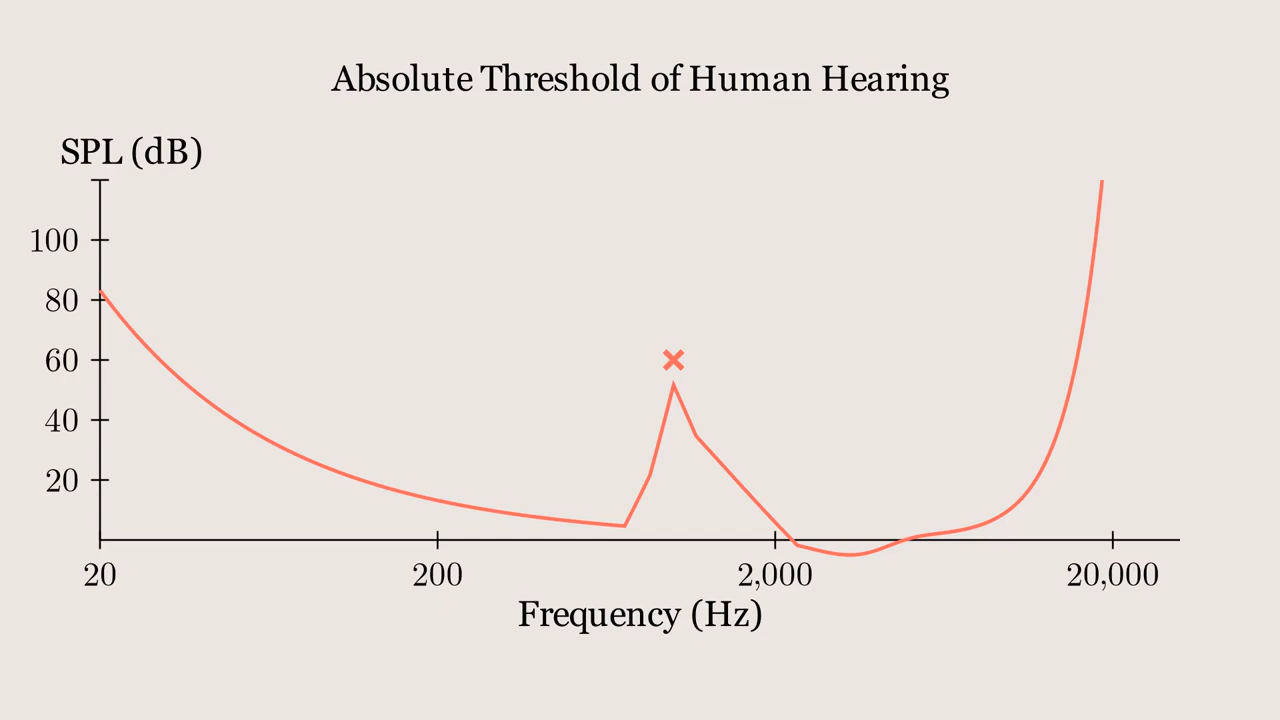 Absolute Threshold of Human Hearing
SPL (dB)
100
80
60
40
20
20 200 2,000 20,000
Frequency (Hz)